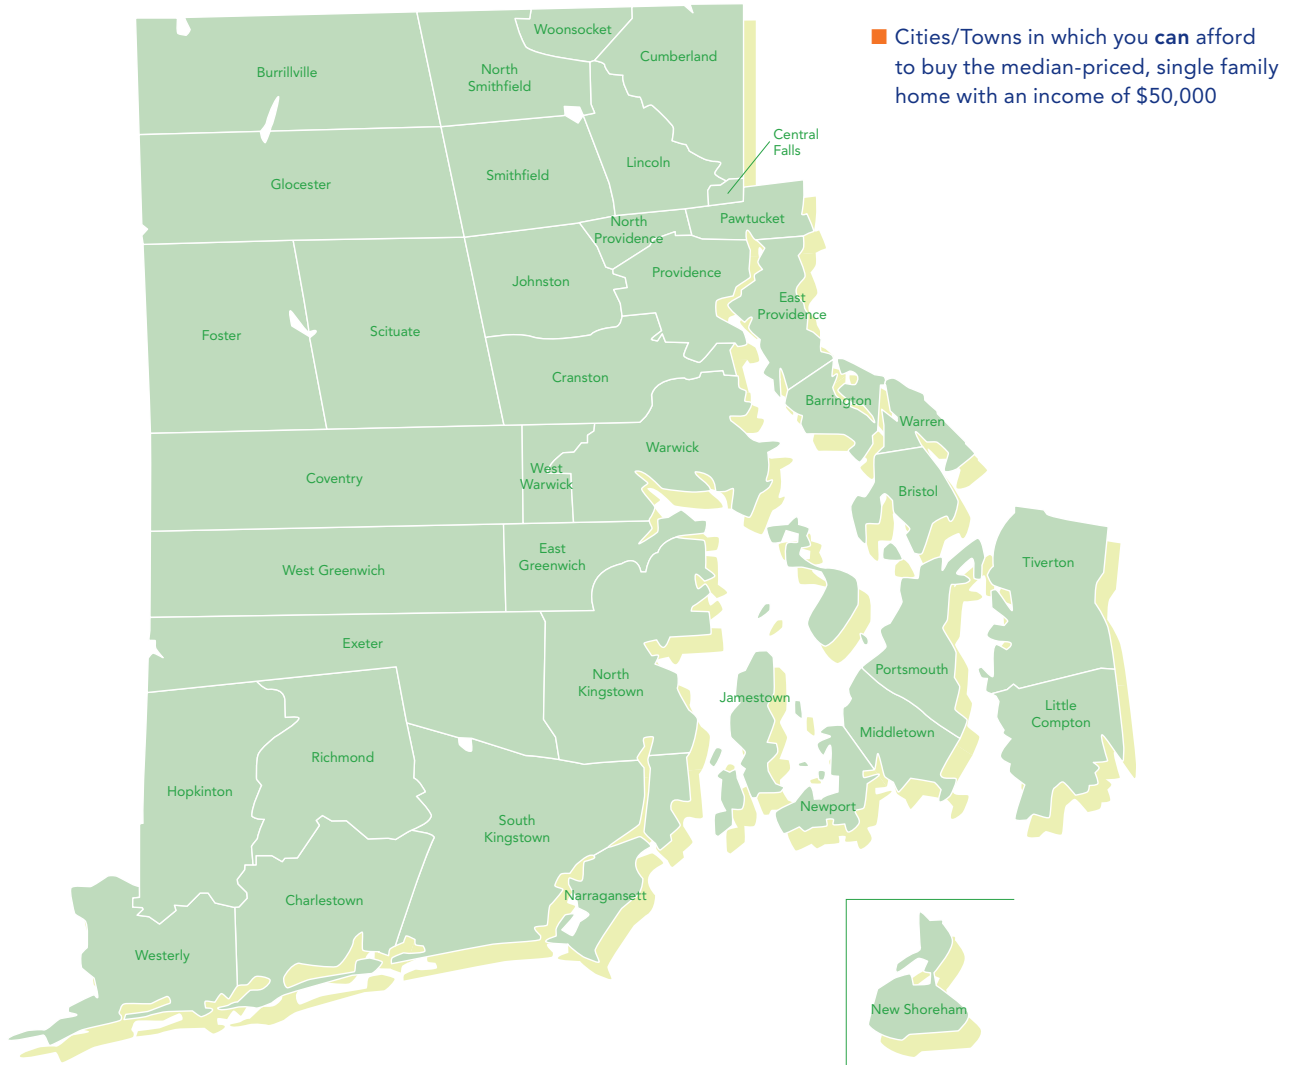 Cities/Towns in which you can afford
to buy the median-priced, single family
home with an income of $50,000
Woonsocket
Cumberland
Burrillville
North
Smithfield
Central
Falls
Lincoln
Smithfield
Glocester
Pawtucket
North
Providence
Providence
Johnston
East
Providence
Foster
Scituate
Cranston
Barrington
Warren
Warwick
West
Warwick
Coventry
Bristol
East
Greenwich
West Greenwich
Tiverton
Exeter
Portsmouth
North
Kingstown
Jamestown
Little
Compton
Middletown
Richmond
Hopkinton
Newport
South
Kingstown
Narragansett
Charlestown
Westerly
New Shoreham